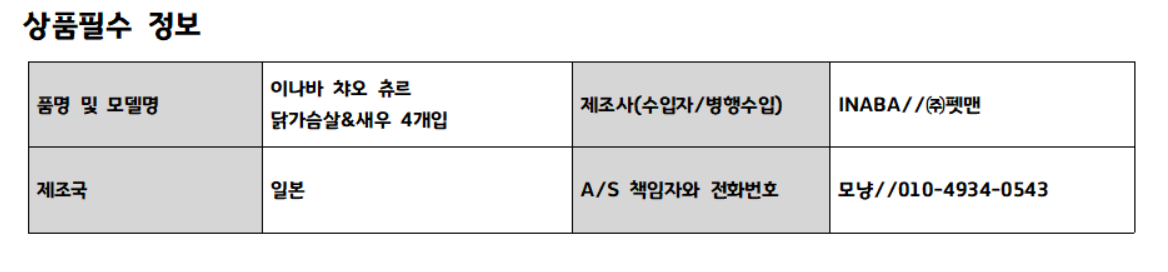 상품필수 정보
품명 및 모델명
이나바 챠오 츄르
닭가슴살&새우 4개입
제조사(수입자/병행수입)
INABA//㈜펫맨
제조국
일본
A/S 책임자와 전화번호
모냥//010-4934-0543